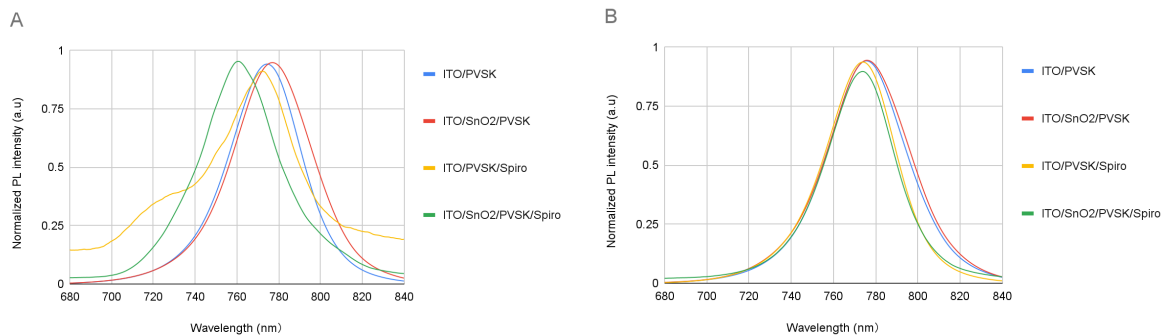 A
Normalized PL intensity (a.u)
1
0.75
0.5
0.25
0
680 700 720 740 760 780 800 820 840
Wavelength (nm)
ITO/PVSK
ITO/SnO2/PVSK
ITO/PVSK/Spiro
ITO/SnO2/PVSK/Spiro
B
Normalized PL intensity (a.u)
1
0.75
0.5
0.25
0
680 700 720 740 760 780 800 820 840
Wavelength (nm)
ITO/PVSK
ITO/SnO2/PVSK
ITO/PVSK/Spiro
ITO/SnO2/PVSK/Spiro